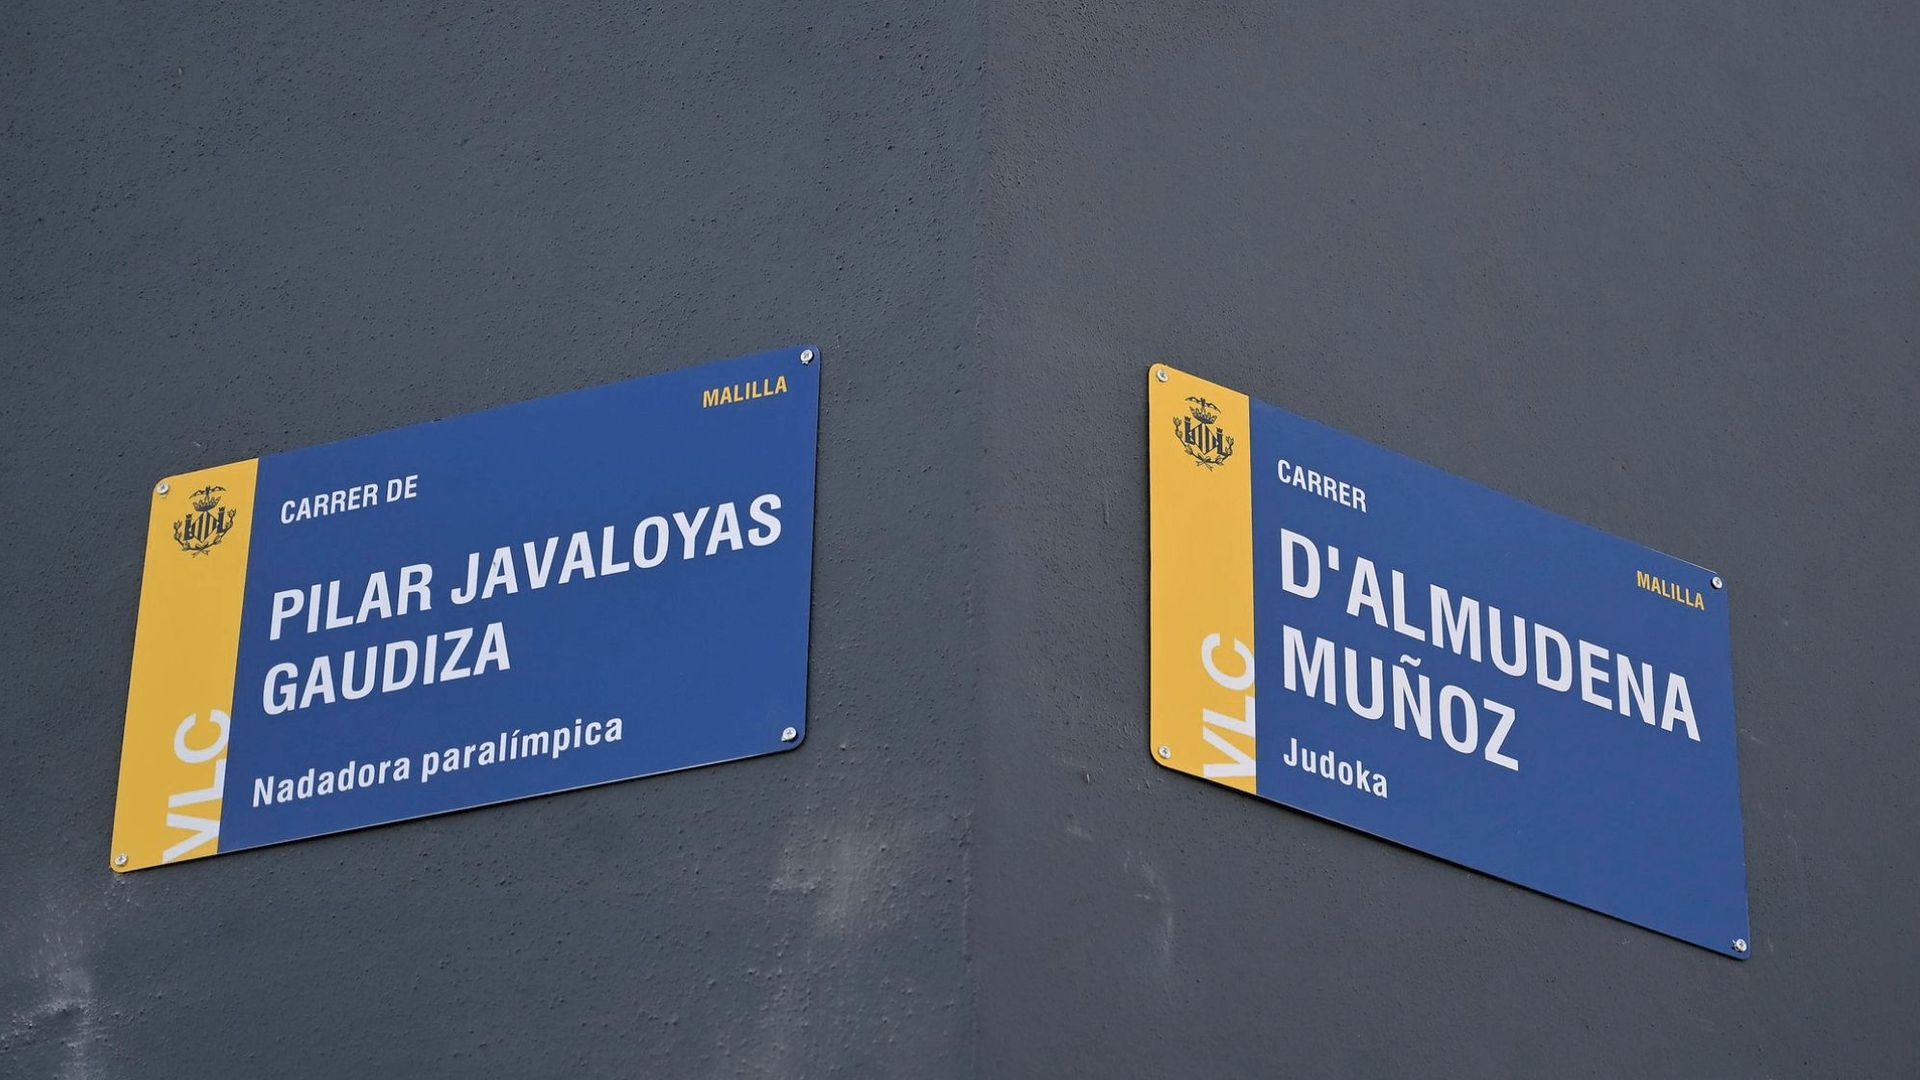 MALILLA
CARRER DE
PILAR JAVALOYAS
GAUDIZA
Nadadora paralímpica
VLC
MALILLA
CARRER
D'ALMUDENA
MUÑOZ
Judoka
VLC